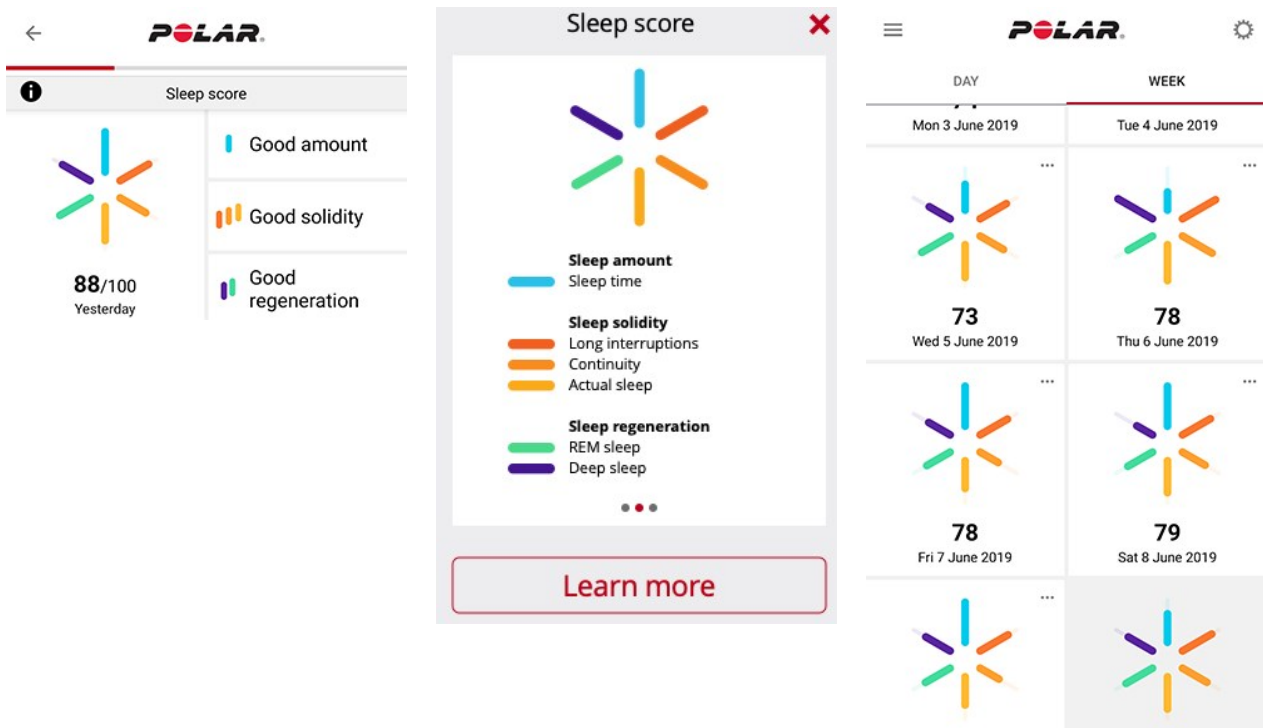 POLAR
Sleep score
Good amount
Good solidity
Good
regeneration
88/100
Yesterday
Sleep score
Sleep amount
Sleep time
Sleep solidity
Long interruptions
Continuity
Actual sleep
Sleep regeneration
REM sleep
Deep sleep
Learn more
POLAR
DAY
WEEK
Mon 3 June 2019
Tue 4 June 2019
73
Wed 5 June 2019
78
Thu 6 June 2019
78
Fri 7 June 2019
79
Sat 8 June 2019